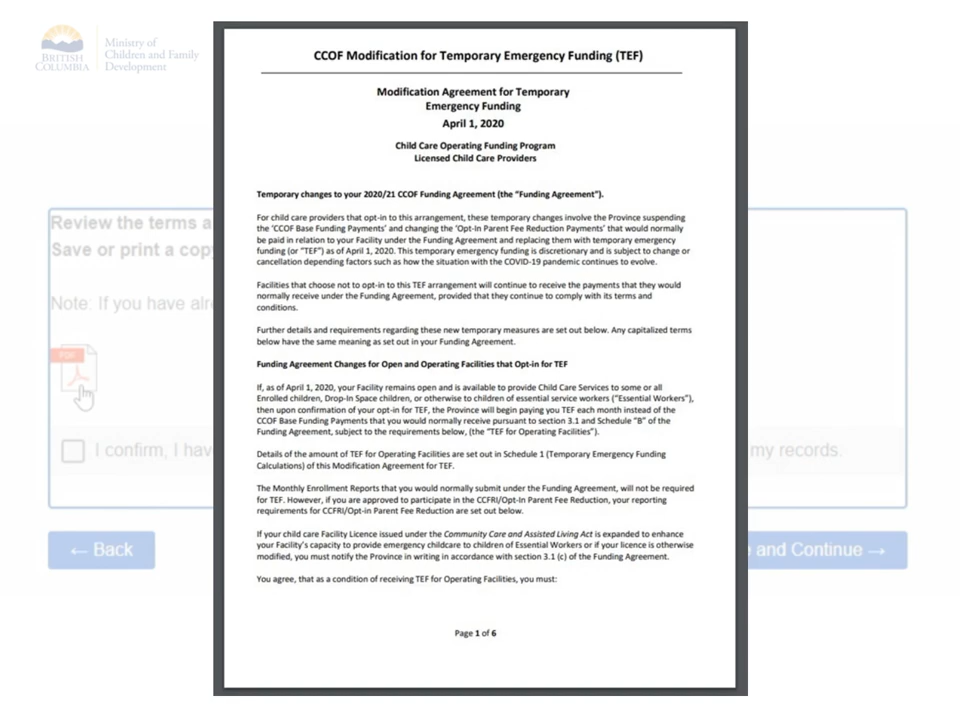 BRITISH
COLUMBIA
Ministry of
Children and Family
Development
CCOF Modification for Temporary Emergency Funding (TEF)
Modification Agreement for Temporary
Emergency Funding
April 1, 2020
Child Care Operating Funding Program
Licensed Child Care Providers
Temporary changes to your 2020/21 CCOF Funding Agreement (the “Funding Agreement”).
For child care providers that opt-in to this arrangement, these temporary changes involve the Province suspending
the ‘CCOF Base Funding Payments’ and changing the ‘Opt-In Parent Fee Reduction Payments’ that would normally
be paid in relation to your Facility under the Funding Agreement and replacing them with temporary emergency
funding (or “TEF”) as of April 1, 2020. This temporary emergency funding is discretionary and is subject to change or
cancellation depending factors such as how the situation with the COVID-19 pandemic continues to evolve.
Facilities that choose not to opt-in to this TEF arrangement will continue to receive the payments that they would
normally receive under the Funding Agreement, provided that they continue to comply with its terms and
conditions.
Further details and requirements regarding these new temporary measures are set out below. Any capitalized terms
below have the same meaning as set out in your Funding Agreement.
Funding Agreement Changes for Open and Operating Facilities that Opt-in for TEF
If, as of April 1, 2020, your Facility remains open and is available to provide Child Care Services to some or all
Enrolled children, Drop-In Space children, or otherwise to children of essential service workers (“Essential Workers”),
then upon confirmation of your opt-in for TEF, the Province will begin paying you TEF each month instead of the
CCOF Base Funding Payments that you would normally receive pursuant to section 3.1 and Schedule “B” of the
Funding Agreement, subject to the requirements below, (the “TEF for Operating Facilities”).
Details of the amount of TEF for Operating Facilities are set out in Schedule 1 (Temporary Emergency Funding
Calculations) of this Modification Agreement for TEF.
The Monthly Enrollment Reports that you would normally submit under the Funding Agreement, will not be required
for TEF. However, if you are approved to participate in the CCFRI/Opt-In Parent Fee Reduction, your reporting
requirements for CCFRI/Opt-in Parent Fee Reduction are set out below.
If your child care Facility Licence issued under the Community Care and Assisted Living Act is expanded to enhance
your Facility’s capacity to provide emergency childcare to children of Essential Workers or if your licence is otherwise
modified, you must notify the Province in writing in accordance with section 3.1 (c) of the Funding Agreement.
You agree, that as a condition of receiving TEF for Operating Facilities, you must:
Page 1 of 6
Review the terms a
Save or print a cop
Note: If you have alre
PDF
I confirm, I hav
my records.
← Back
and Continue →